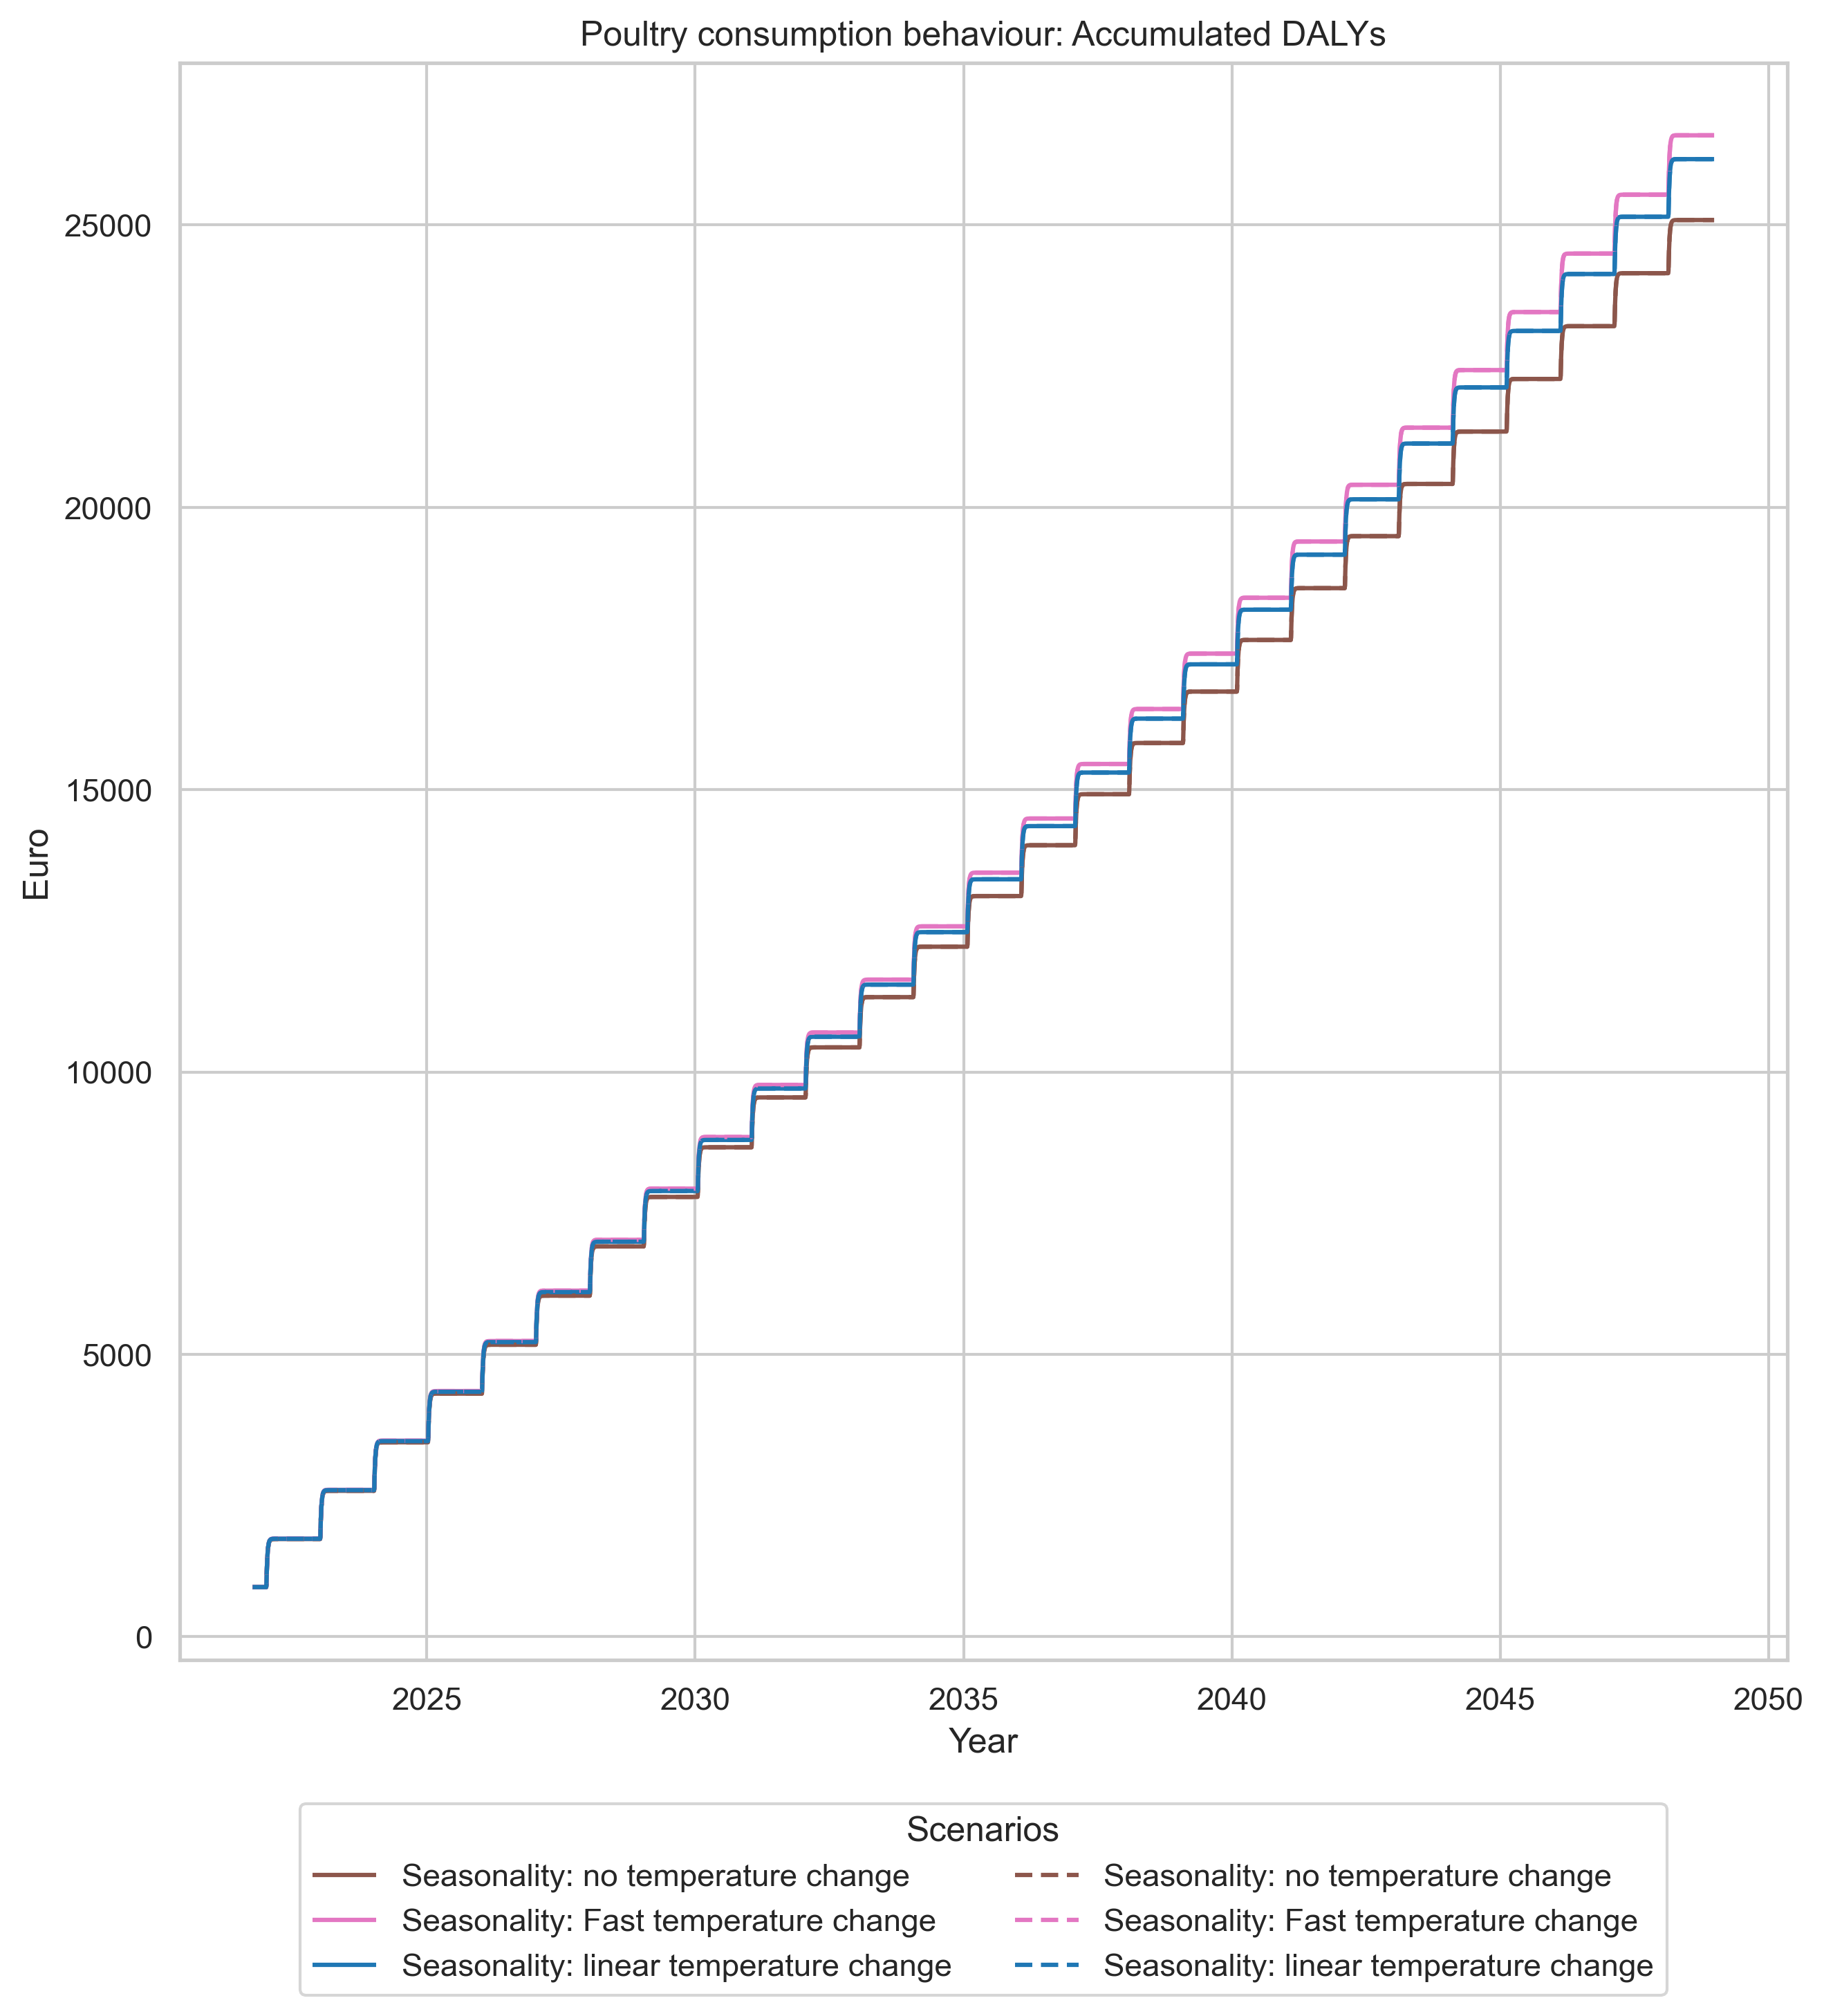 Poultry consumption behaviour: Accumulated DALYs
25000
20000
15000
10000
5000
0
Euro
2025 2030 2035 2040 2045 2050
Year
Scenarios
Seasonality: no temperature change Seasonality: no temperature change
Seasonality: Fast temperature change Seasonality: Fast temperature change
Seasonality: linear temperature change Seasonality: linear temperature change